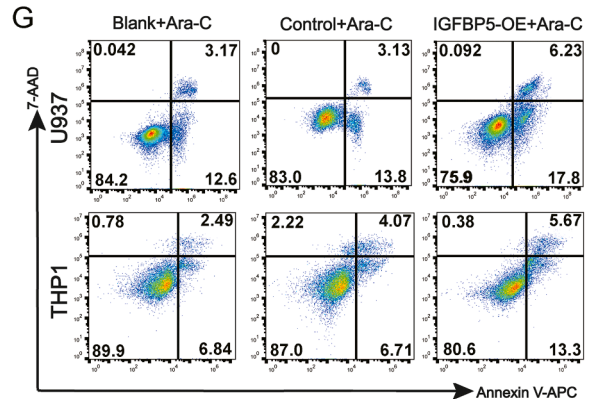 G
Blank+Ara-C Control+Ara-C IGFBP5-OE+Ara-C
7-AAD
U937
0.042 3.17
84.2 12.6
0 3.13
83.0 13.8
0.092 6.23
75.9 17.8
THP1
0.78 2.49
89.9 6.84
2.22 4.07
87.0 6.71
0.38 5.67
80.6 13.3
Annexin V-APC